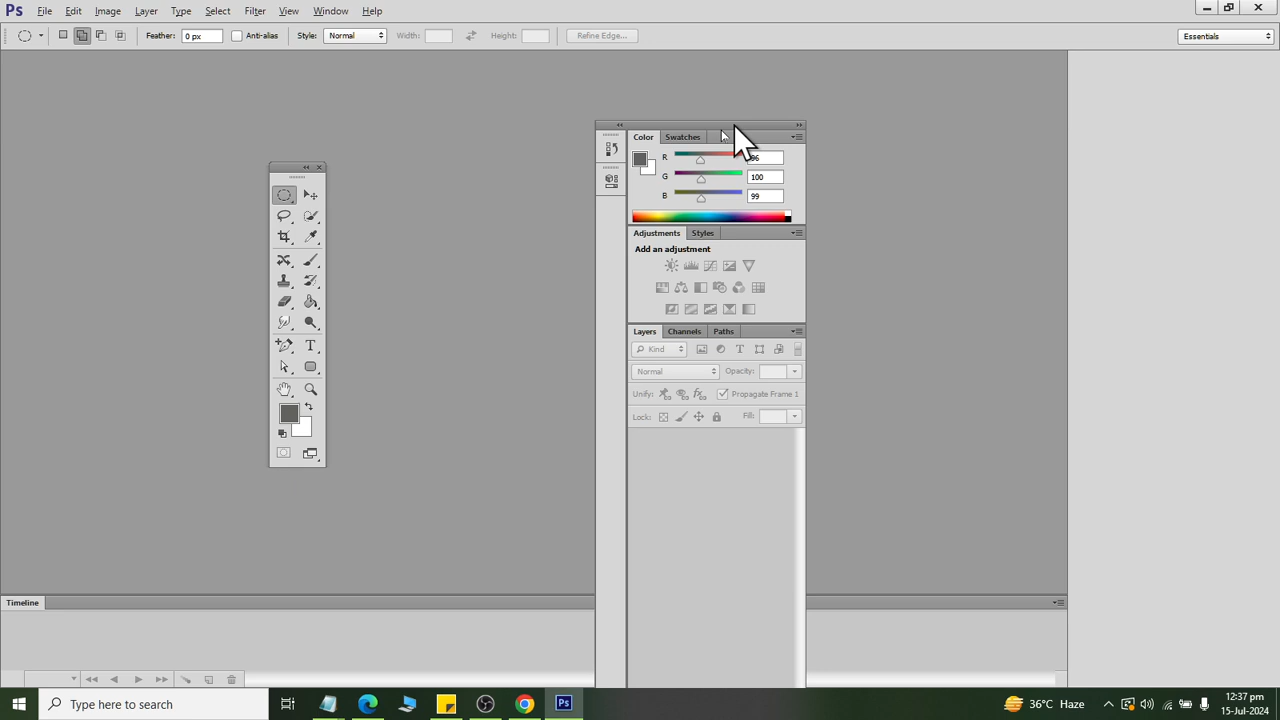 Ps File Edit Image Layer Type Select Filter View Window Help
Feather: 0 px Anti-alias Style: Normal Width: Height: Refine Edge... Essentials
Color Swatches
R
G 100
B 99
Adjustments Styles
Add an adjustment
Layers Channels Paths
Kind T
Normal Opacity:
Unify: Propagate Frame 1
Lock: Fill:
T
Timeline
Type here to search Ps 36°C Haze 12:37 pm
15-Jul-2024